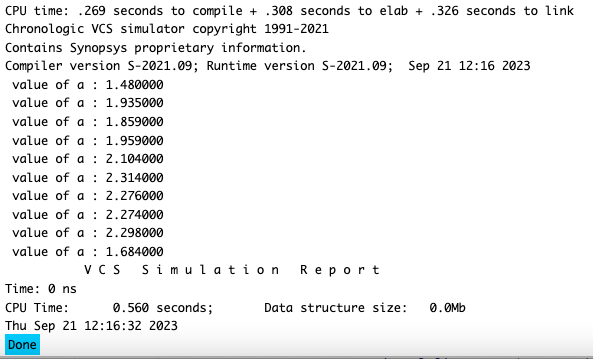 CPU time: .269 seconds to compile + .308 seconds to elab + .326 seconds to link
Chronologic VCS simulator copyright 1991-2021
Contains Synopsys proprietary information.
Compiler version S-2021.09; Runtime version S-2021.09;  Sep 21 12:16 2023
value of a : 1.480000
value of a : 1.935000
value of a : 1.859000
value of a : 1.959000
value of a : 2.104000
value of a : 2.314000
value of a : 2.276000
value of a : 2.274000
value of a : 2.298000
value of a : 1.684000
V C S   S i m u l a t i o n   R e p o r t
Time: 0 ns
CPU Time:      0.560 seconds;       Data structure size:   0.0Mb
Thu Sep 21 12:16:32 2023
Done